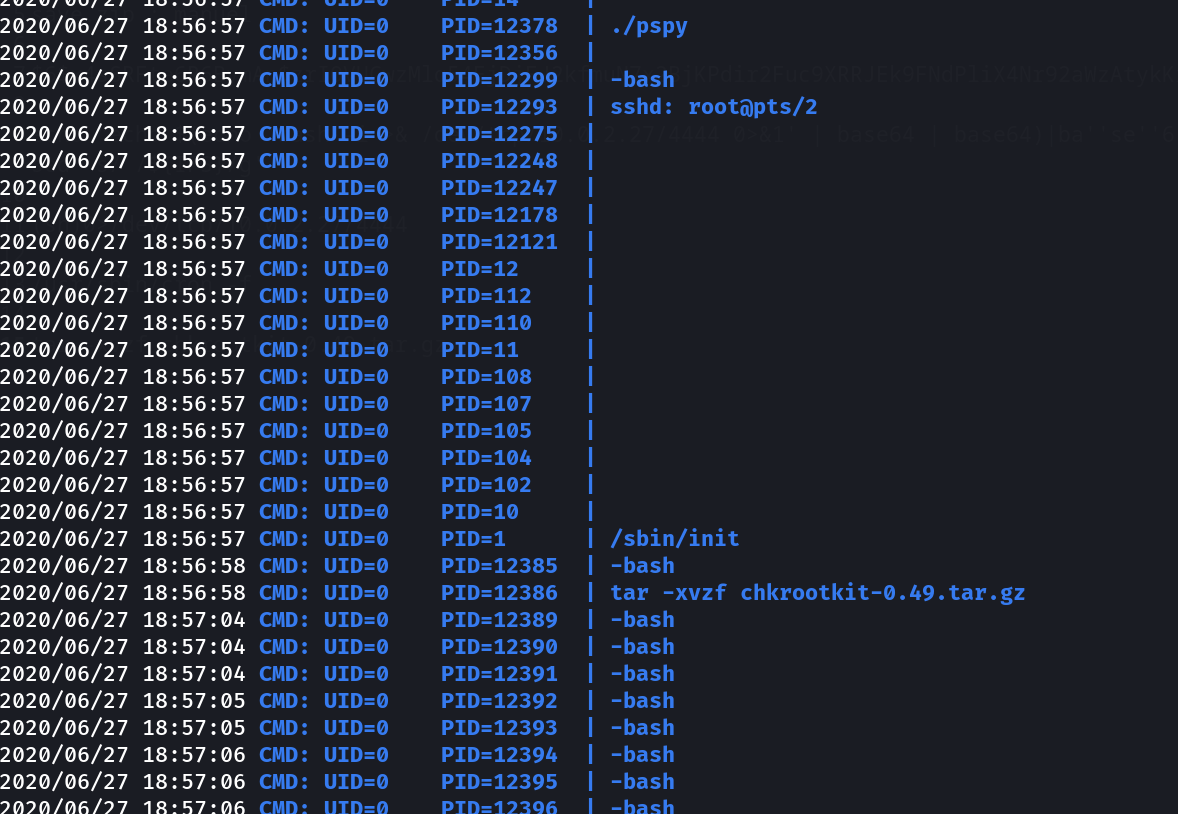 2020/06/27 18:56:57 CMD: UID=0    PID=14     |
2020/06/27 18:56:57 CMD: UID=0    PID=12378  | ./pspy
2020/06/27 18:56:57 CMD: UID=0    PID=12356  |
2020/06/27 18:56:57 CMD: UID=0    PID=12299  | -bash
2020/06/27 18:56:57 CMD: UID=0    PID=12293  | sshd: root@pts/2
2020/06/27 18:56:57 CMD: UID=0    PID=12275  |
2020/06/27 18:56:57 CMD: UID=0    PID=12248  |
2020/06/27 18:56:57 CMD: UID=0    PID=12247  |
2020/06/27 18:56:57 CMD: UID=0    PID=12178  |
2020/06/27 18:56:57 CMD: UID=0    PID=12121  |
2020/06/27 18:56:57 CMD: UID=0    PID=12     |
2020/06/27 18:56:57 CMD: UID=0    PID=112    |
2020/06/27 18:56:57 CMD: UID=0    PID=110    |
2020/06/27 18:56:57 CMD: UID=0    PID=11     |
2020/06/27 18:56:57 CMD: UID=0    PID=108    |
2020/06/27 18:56:57 CMD: UID=0    PID=107    |
2020/06/27 18:56:57 CMD: UID=0    PID=105    |
2020/06/27 18:56:57 CMD: UID=0    PID=104    |
2020/06/27 18:56:57 CMD: UID=0    PID=102    |
2020/06/27 18:56:57 CMD: UID=0    PID=10     |
2020/06/27 18:56:57 CMD: UID=0    PID=1      | /sbin/init
2020/06/27 18:56:58 CMD: UID=0    PID=12385  | -bash
2020/06/27 18:56:58 CMD: UID=0    PID=12386  | tar -xvzf chkrootkit-0.49.tar.gz
2020/06/27 18:57:04 CMD: UID=0    PID=12389  | -bash
2020/06/27 18:57:04 CMD: UID=0    PID=12390  | -bash
2020/06/27 18:57:04 CMD: UID=0    PID=12391  | -bash
2020/06/27 18:57:05 CMD: UID=0    PID=12392  | -bash
2020/06/27 18:57:05 CMD: UID=0    PID=12393  | -bash
2020/06/27 18:57:06 CMD: UID=0    PID=12394  | -bash
2020/06/27 18:57:06 CMD: UID=0    PID=12395  | -bash
2020/06/27 18:57:06 CMD: UID=0    PID=12396  | -bash